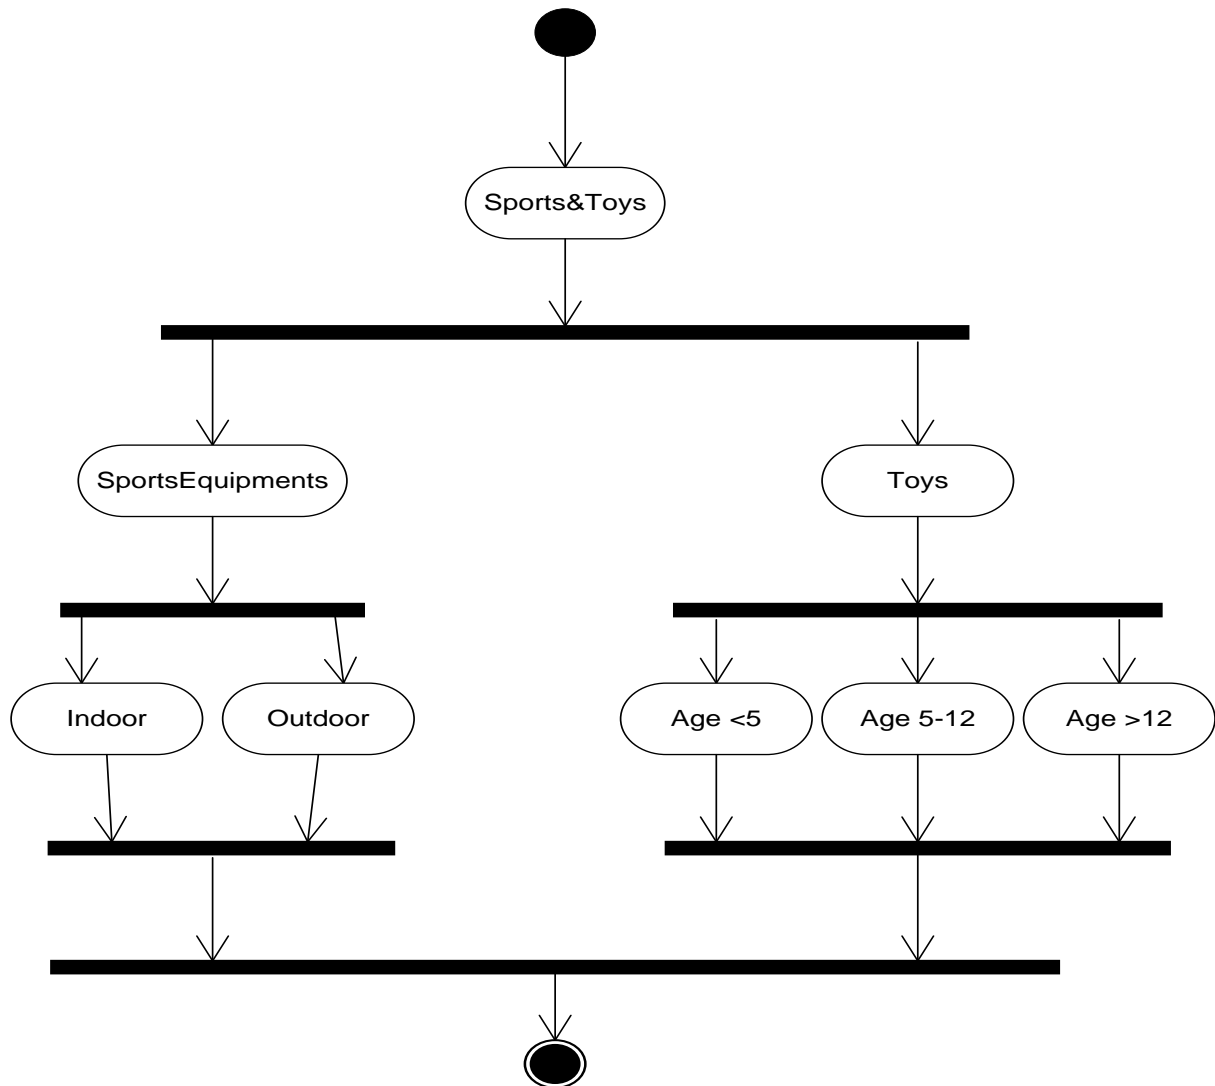 Sports&Toys
SportsEquipments
Toys
Indoor
Outdoor
Age <5
Age 5-12
Age >12